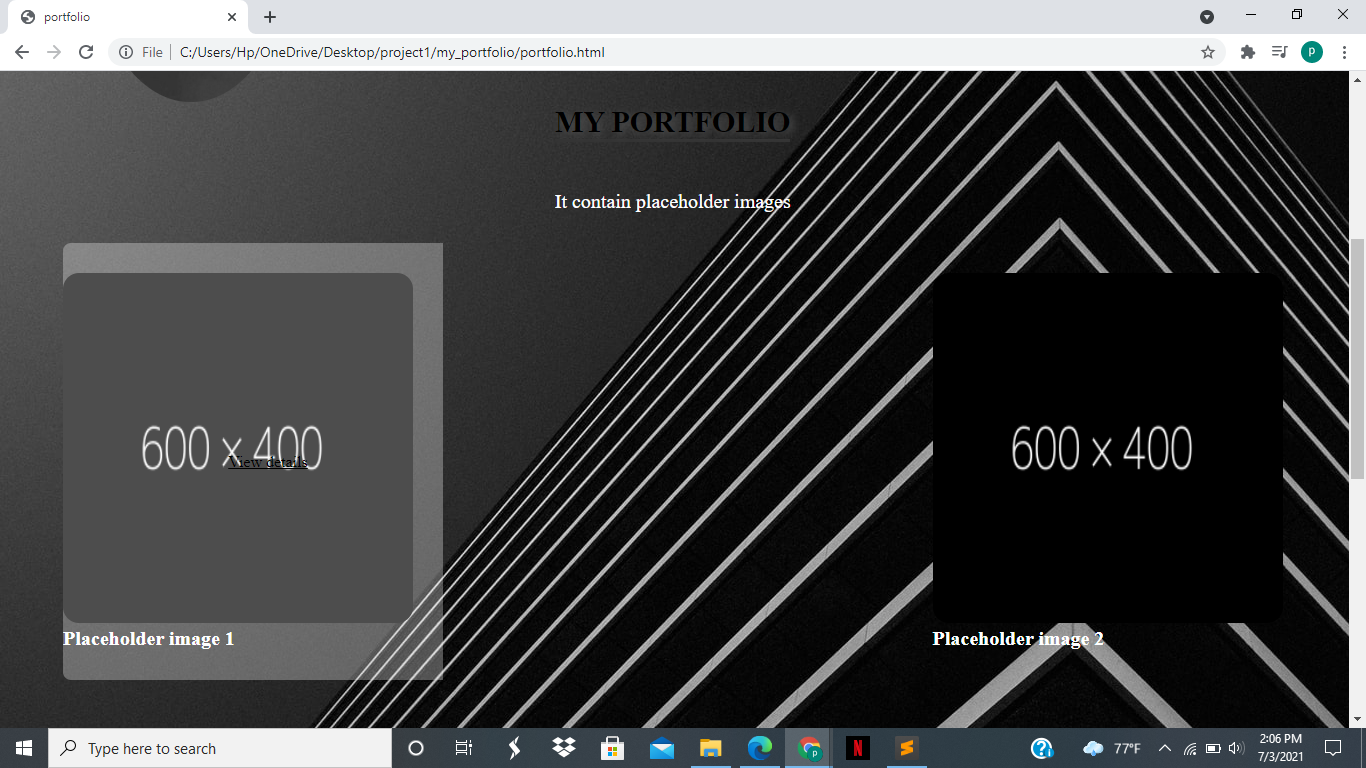 portfolio
File
C:/Users/Hp/OneDrive/Desktop/project1/my_portfolio/portfolio.html
p
MY PORTFOLIO
It contain placeholder images
600 x 400
View details
600 x 400
Placeholder image 1
Placeholder image 2
Type here to search
p
N
S
77°F
2:06 PM
7/3/2021